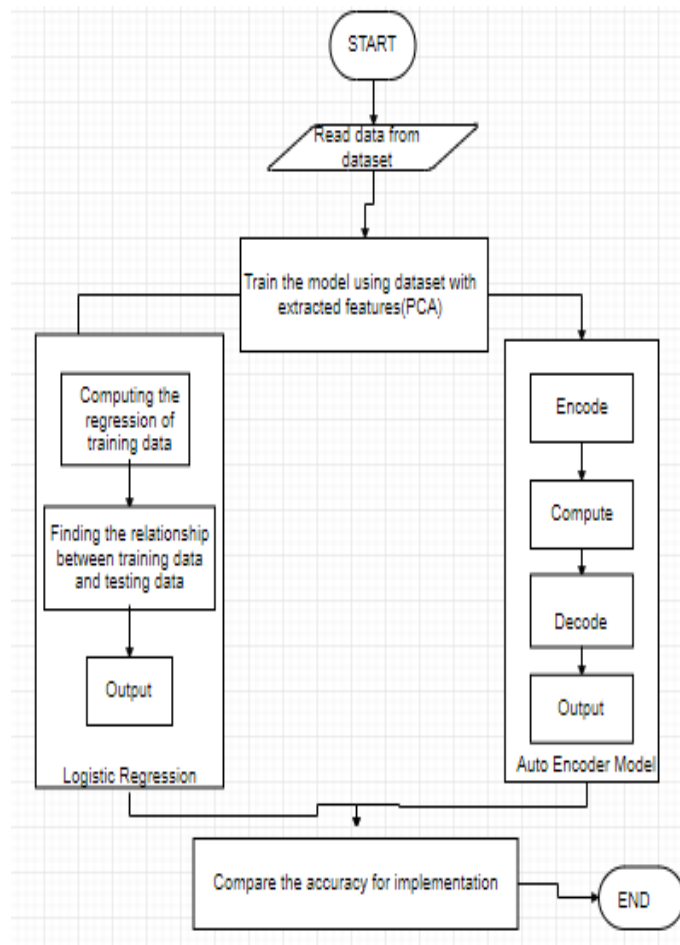 START
Read data from
dataset
Train the model using dataset with
extracted features(PCA)
Computing the
regression of
training data
Finding the relationship
between training data
and testing data
Output
Logistic Regression
Encode
Compute
Decode
Output
Auto Encoder Model
Compare the accuracy for implementation
END